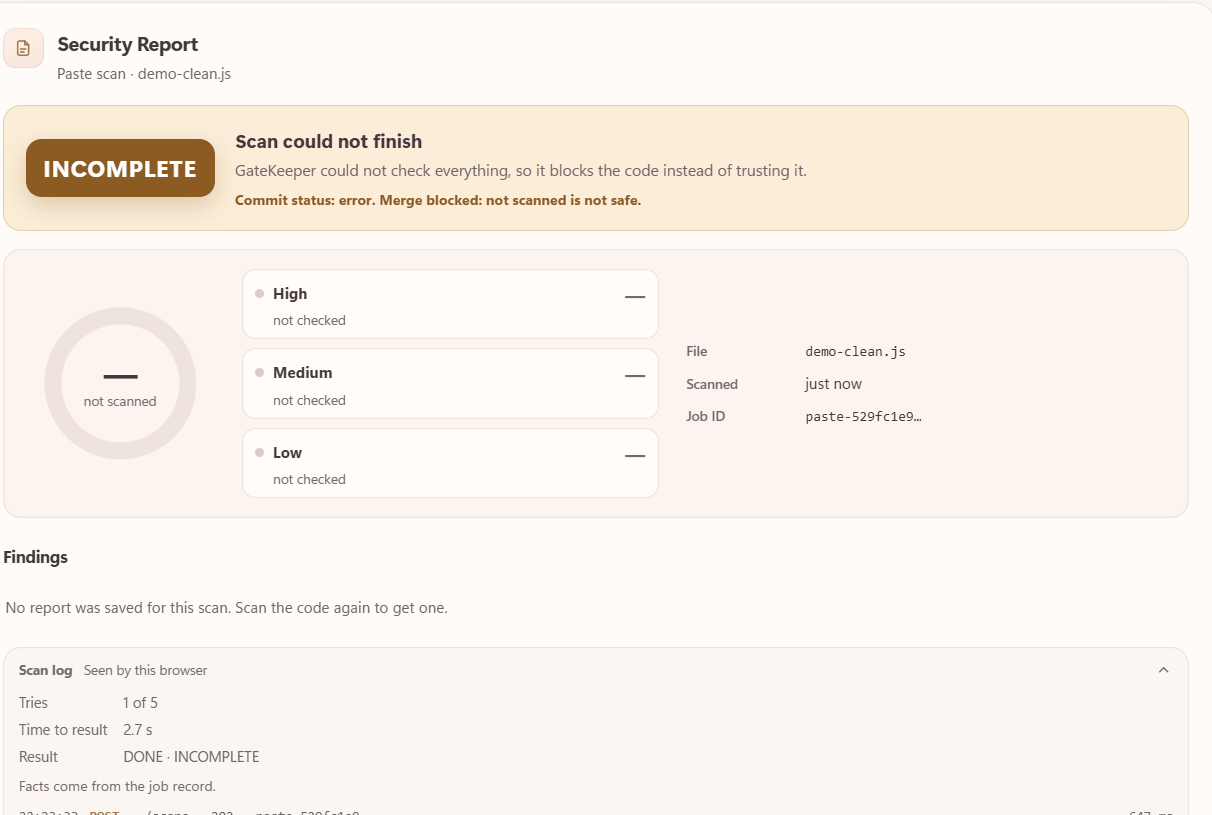 Security Report
Paste scan · demo-clean.js
INCOMPLETE
Scan could not finish
GateKeeper could not check everything, so it blocks the code instead of trusting it.
Commit status: error. Merge blocked: not scanned is not safe.
—
not scanned
High —
not checked
Medium —
not checked
Low —
not checked
File demo-clean.js
Scanned just now
Job ID paste-529fc1e9…
Findings
No report was saved for this scan. Scan the code again to get one.
Scan log Seen by this browser
Tries 1 of 5
Time to result 2.7 s
Result DONE · INCOMPLETE
Facts come from the job record.
POST